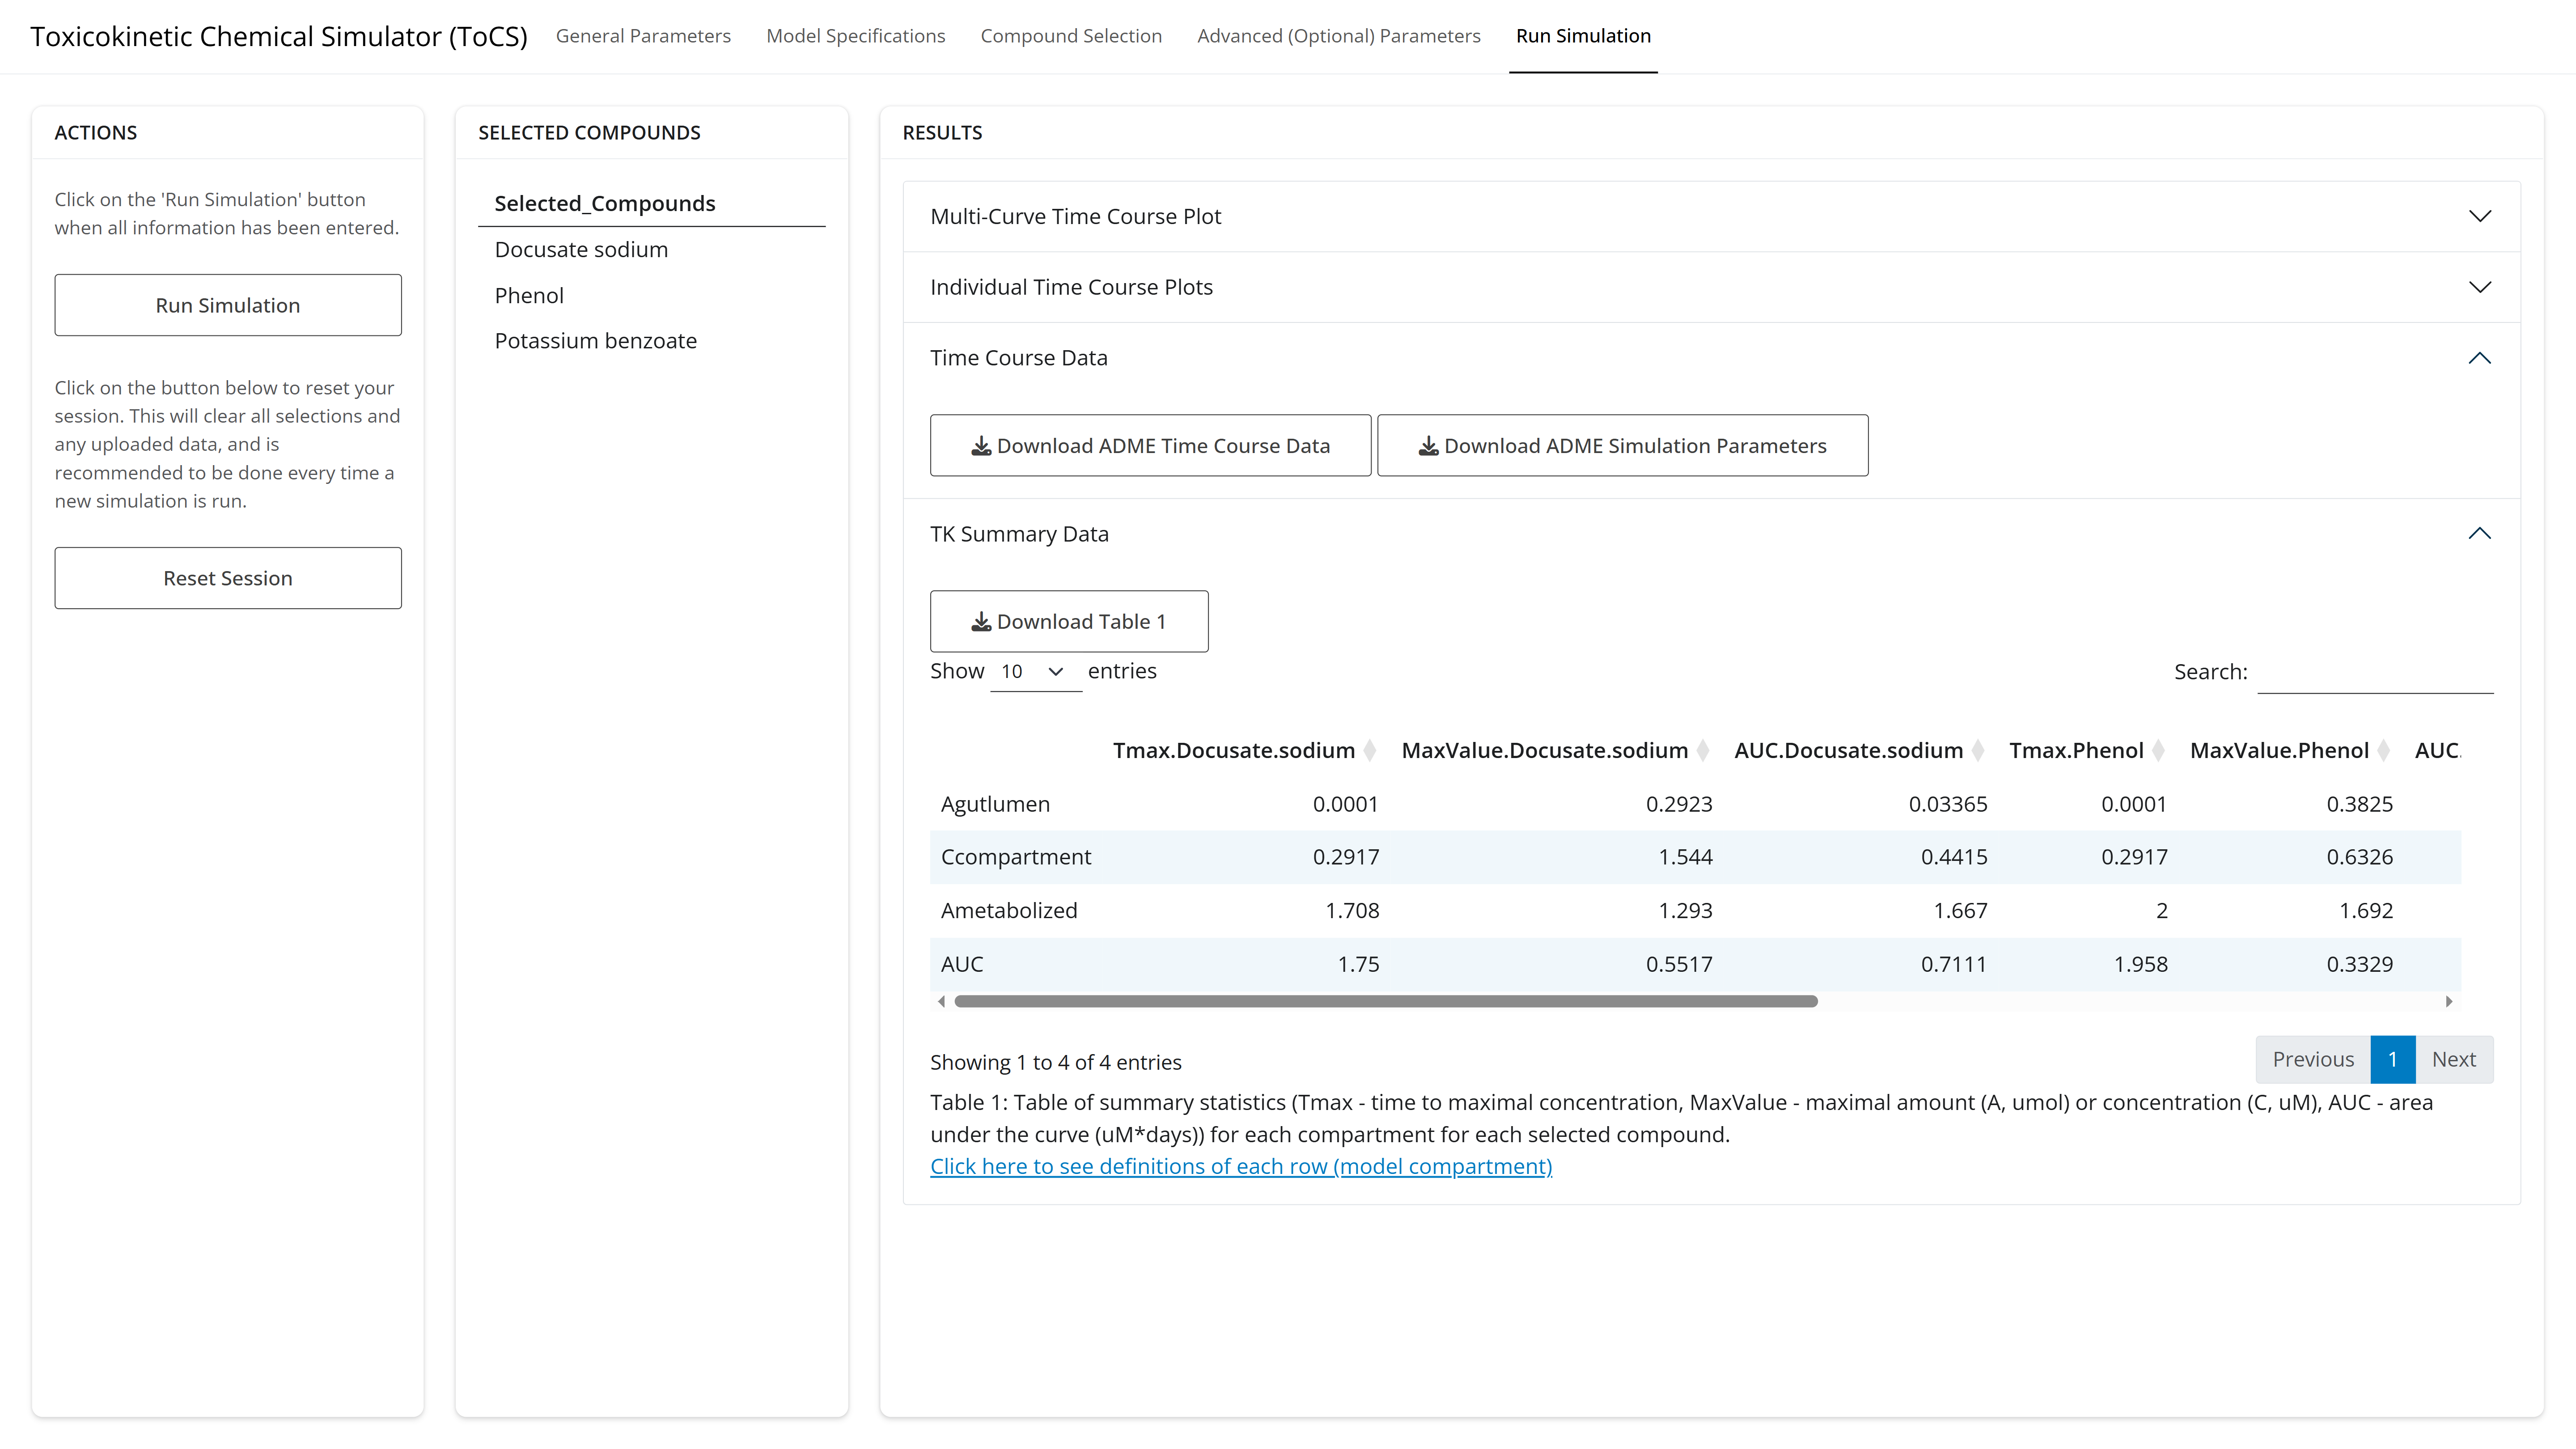 Toxicokinetic Chemical Simulator (ToCS) General Parameters Model Specifications Compound Selection Advanced (Optional) Parameters Run Simulation
ACTIONS
Click on the 'Run Simulation' button
when all information has been entered.
Run Simulation
Click on the button below to reset your
session. This will clear all selections and
any uploaded data, and is
recommended to be done every time a
new simulation is run.
Reset Session
SELECTED COMPOUNDS
Selected_Compounds
Docusate sodium
Phenol
Potassium benzoate
RESULTS
Multi-Curve Time Course Plot
Individual Time Course Plots
Time Course Data
Download ADME Time Course Data Download ADME Simulation Parameters
TK Summary Data
Download Table 1
Show 10 entries Search:
Tmax.Docusate.sodium MaxValue.Docusate.sodium AUC.Docusate.sodium Tmax.Phenol MaxValue.Phenol AUC.
Agutlumen 0.0001 0.2923 0.03365 0.0001 0.3825
Ccompartment 0.2917 1.544 0.4415 0.2917 0.6326
Ametabolized 1.708 1.293 1.667 2 1.692
AUC 1.75 0.5517 0.7111 1.958 0.3329
Showing 1 to 4 of 4 entries Previous 1 Next
Table 1: Table of summary statistics (Tmax - time to maximal concentration, MaxValue - maximal amount (A, umol) or concentration (C, uM), AUC - area
under the curve (uM*days)) for each compartment for each selected compound.
Click here to see definitions of each row (model compartment)